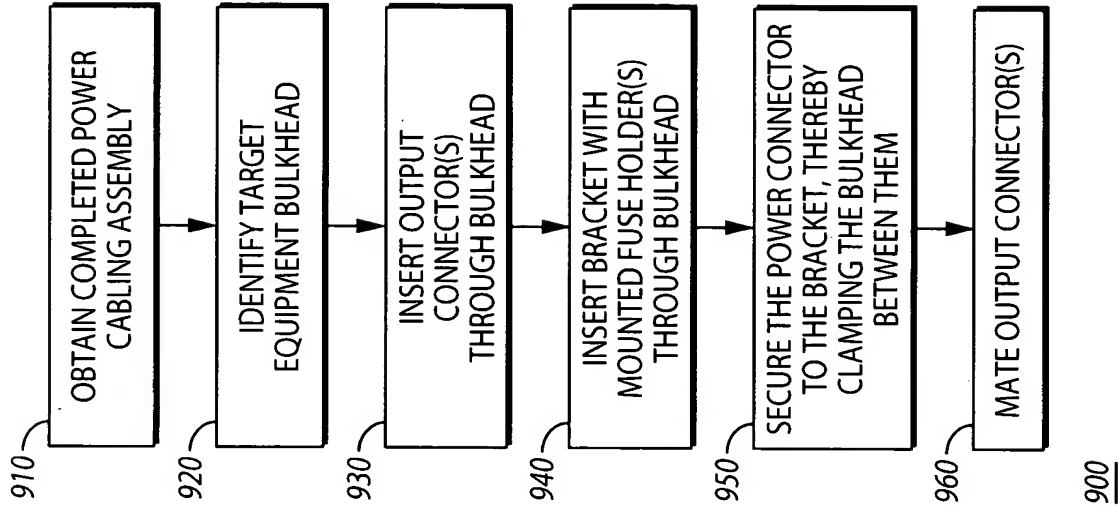 910
OBTAIN COMPLETED POWER
CABLING ASSEMBLY
920
IDENTIFY TARGET
EQUIPMENT BULKHEAD
930
INSERT OUTPUT
CONNECTOR(S)
THROUGH BULKHEAD
940
INSERT BRACKET WITH
MOUNTED FUSE HOLDER(S)
THROUGH BULKHEAD
950
SECURE THE POWER CONNECTOR
TO THE BRACKET, THEREBY
CLAMPING THE BULKHEAD
BETWEEN THEM
960
MATE OUTPUT CONNECTOR(S)
900